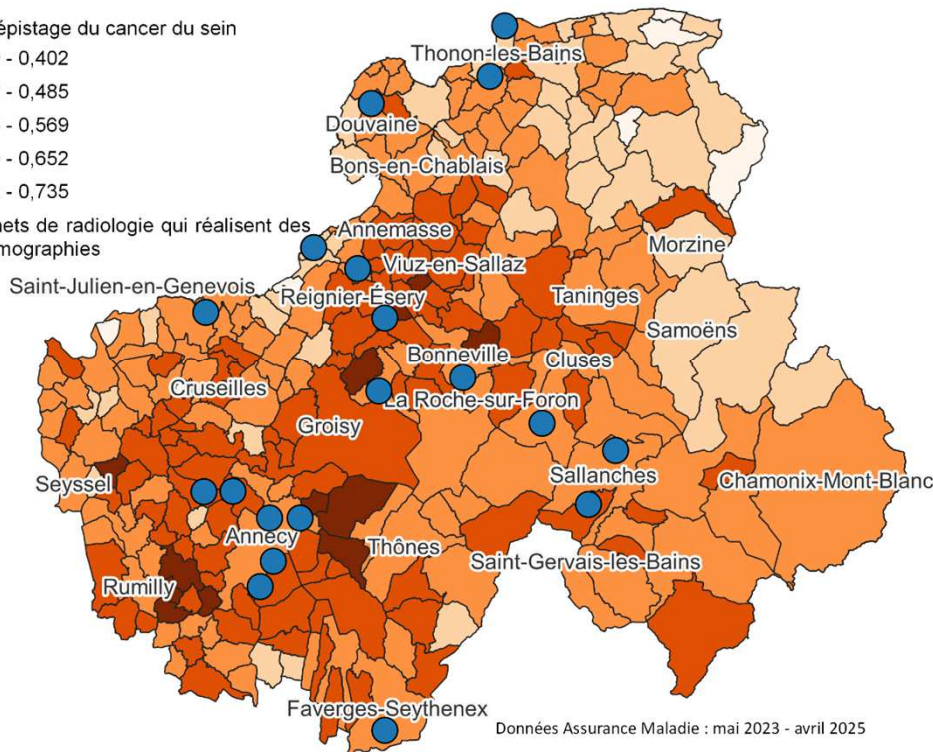 épistage du cancer du sein
- 0,402
- 0,485
- 0,569
- 0,652
- 0,735
nets de radiologie qui réalisent des
mographies
Thonon-les-Bains
Douvaine
Bons-en-Chablais
Annemasse
Morzine
Viuz-en-Sallaz
Saint-Julien-en-Genevois
Reignier-Ésery
Taninges
Samoëns
Bonneville
Cluses
Cruseilles
La Roche-sur-Foron
Groisy
Sallanches
Seyssel
Chamonix-Mont-Blanc
Annecy
Thônes
Saint-Gervais-les-Bains
Rumilly
Faverges-Seythenex
Données Assurance Maladie : mai 2023 - avril 2025